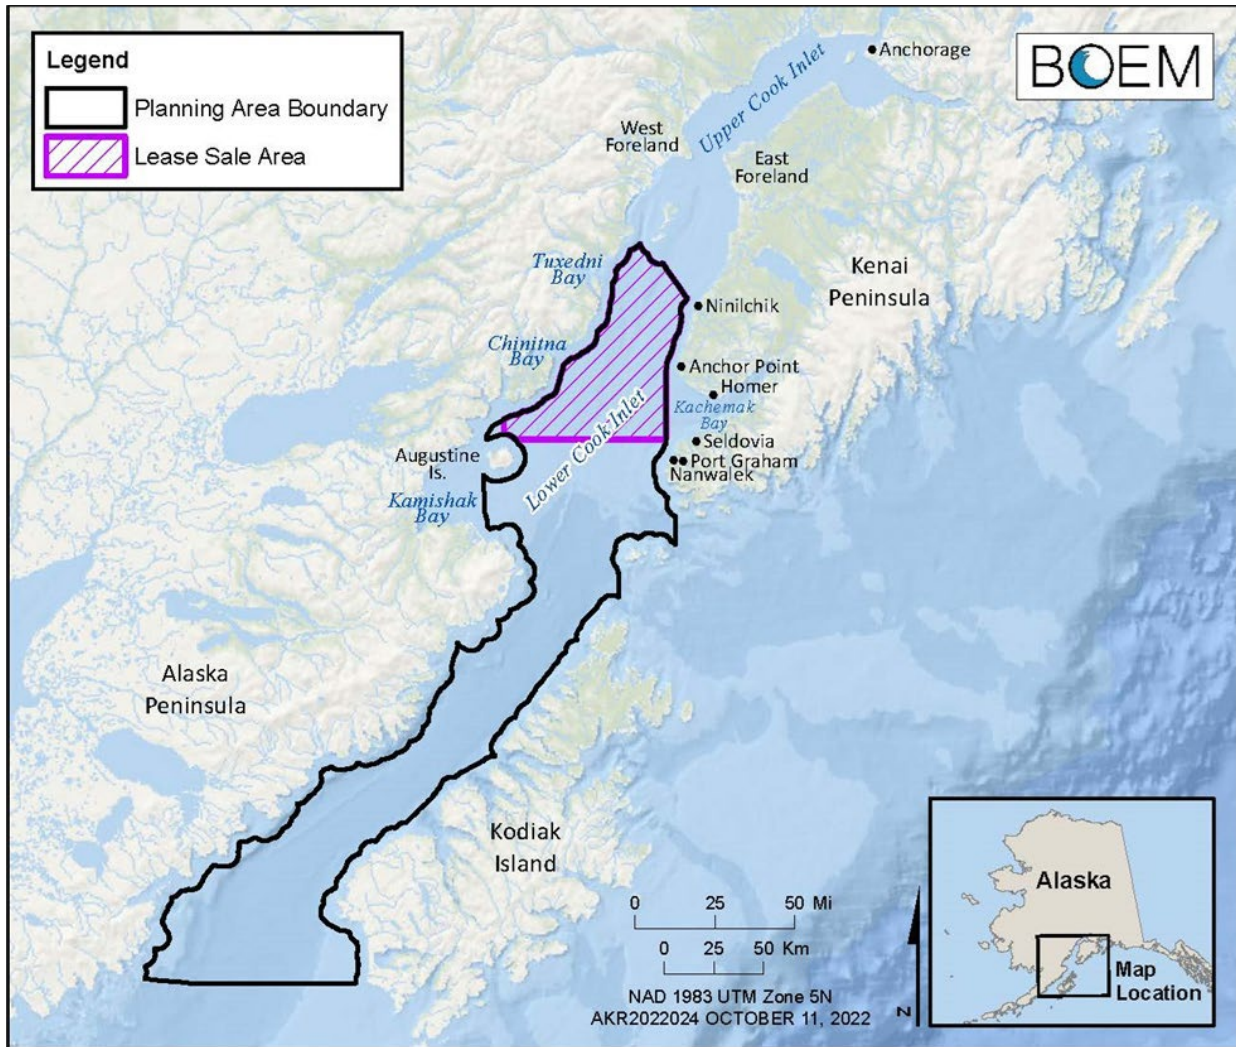 Legend
Planning Area Boundary
Lease Sale Area
BOEM
Anchorage
Upper Cook Inlet
West
Foreland
East
Foreland
Tuxedni
Bay
Kenai
Peninsula
Ninilchik
Chinitna
Bay
Anchor Point
Homer
Kachemak
Bay
Lower Cook Inlet
Seldovia
Augustine
Is.
Port Graham
Nanwalek
Kamishak
Bay
Alaska
Peninsula
Kodiak
Island
0 25 50 Mi
0 25 50 Km
NAD 1983 UTM Zone 5N
AKR2022024 OCTOBER 11, 2022
Z
Alaska
Map
Location